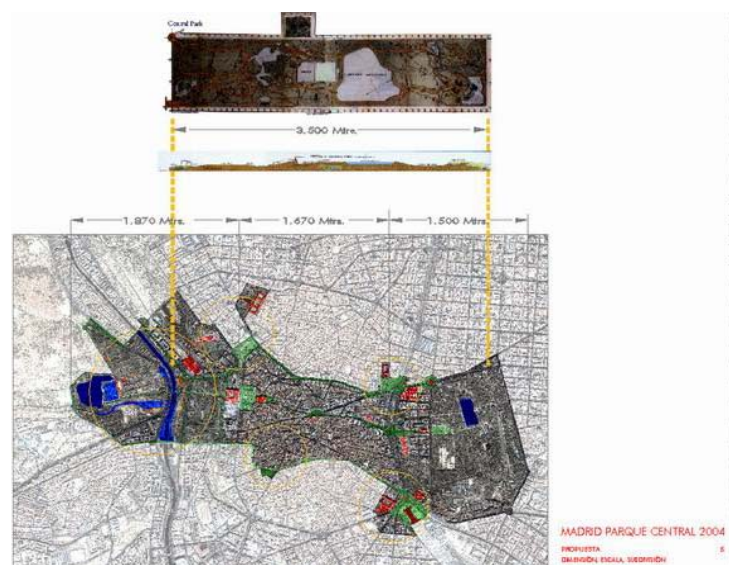 Central Park
3.500 Mtrs.
1.870 Mtrs.
1.670 Mtrs.
1.500 Mtrs.
MADRID PARQUE CENTRAL 2004
PROPUESTA 5
DIMENSIÓN, ESCALA, SUBDIVISIÓN